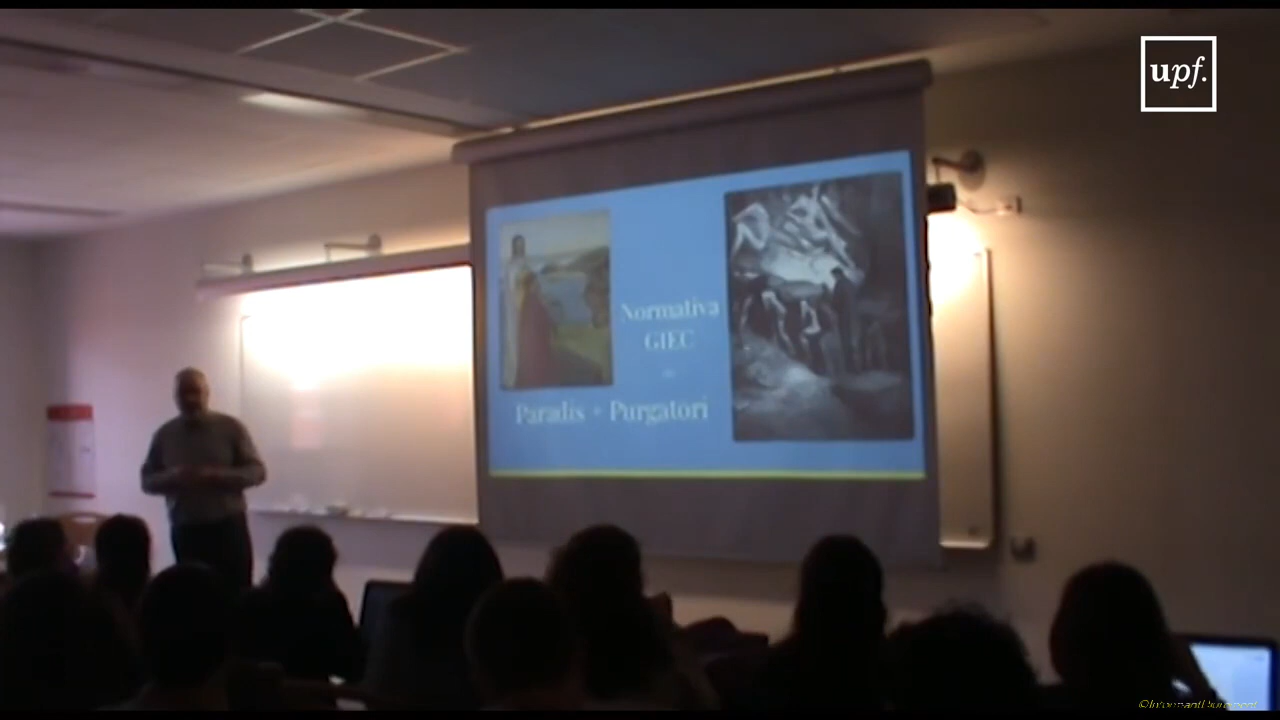 upf.
Normativa
GIEC
=
Paradís + Purgatori